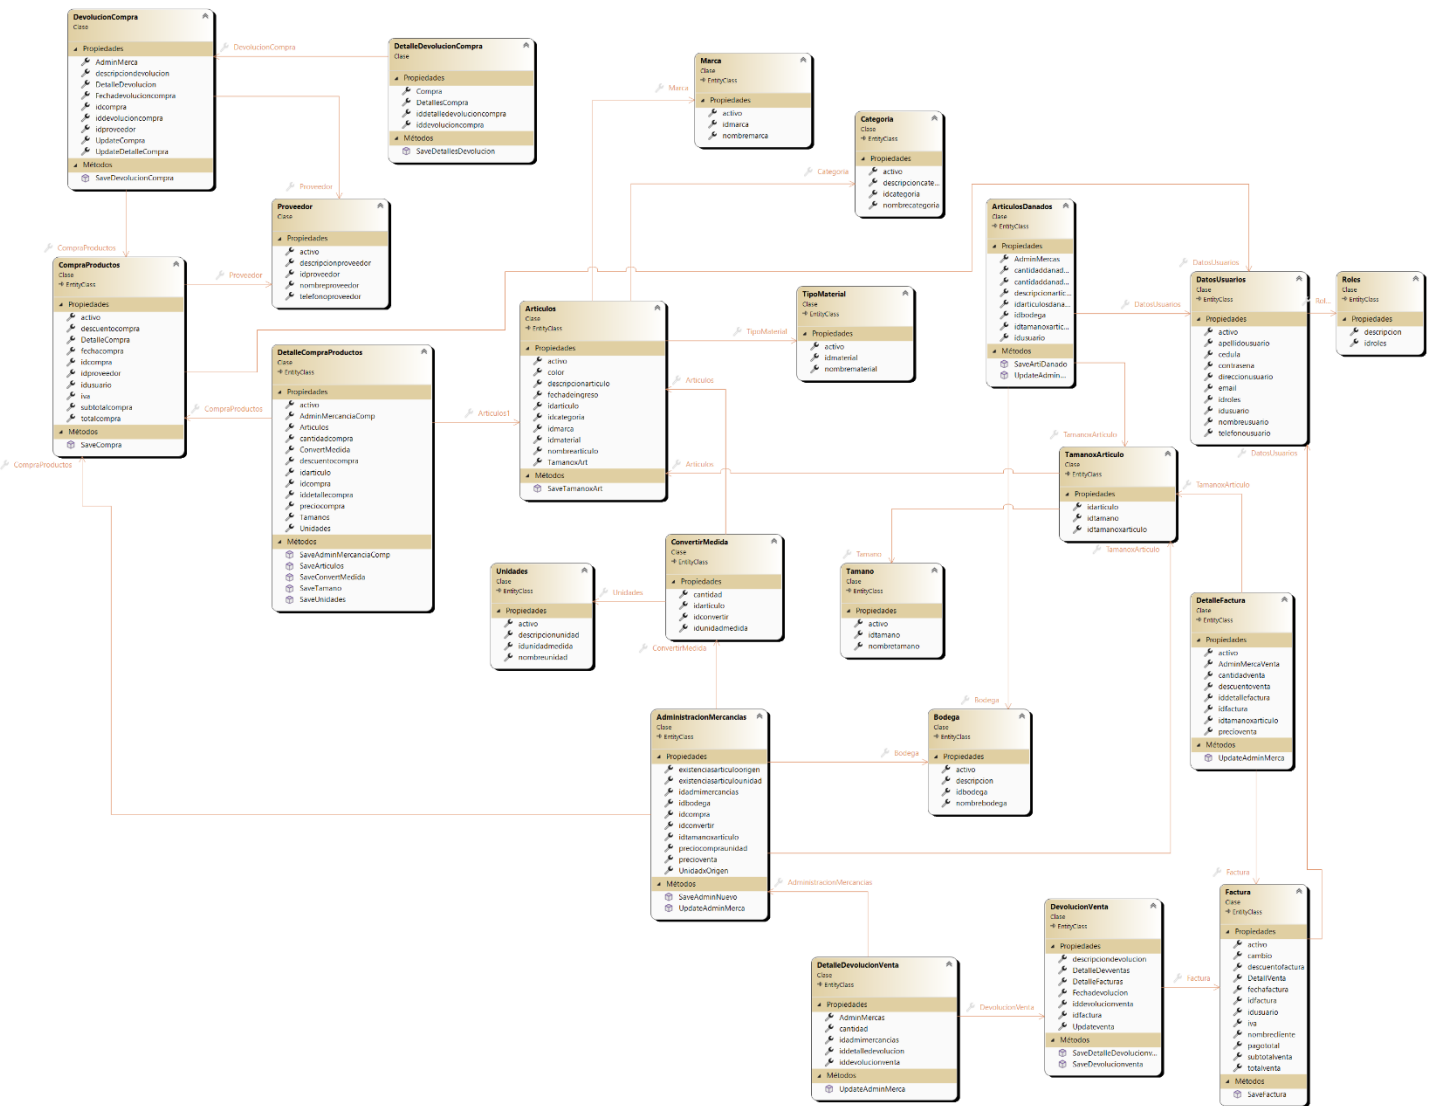 DevolucionCompra
Clase
Propiedades
AdminMerca
descripciondevolucion
DetalleDevolucion
Fechadevolucioncompra
idcompra
iddevolucioncompra
idproveedor
UpdateCompra
UpdateDetalleCompra
Métodos
SaveDevolucionCompra
DevolucionCompra
DetalleDevolucionCompra
Clase
Propiedades
Compra
DetallesCompra
iddetalledevolucioncompra
iddevolucioncompra
Métodos
SaveDetallesDevolucion
Marca
Marca
Clase
EntityClass
Propiedades
activo
idmarca
nombremarca
Categoria
Categoria
Clase
EntityClass
Propiedades
activo
descripcioncate...
idcategoria
nombrecategoria
Proveedor
Proveedor
Clase
Propiedades
activo
descripcionproveedor
idproveedor
nombreproveedor
telefonoproveedor
CompraProductos
Proveedor
CompraProductos
Clase
EntityClass
Propiedades
activo
descuentocompra
DetalleCompra
fechacompra
idcompra
idproveedor
idusuario
iva
subtotalcompra
totalcompra
Métodos
SaveCompra
CompraProductos
CompraProductos
DetalleCompraProductos
Clase
EntityClass
Propiedades
activo
AdminMercanciaComp
Articulos
cantidadcompra
ConvertMedida
descuentocompra
idarticulo
idcompra
iddetallecompra
preciocompra
Tamanos
Unidades
Métodos
SaveAdminMercanciaComp
SaveArticulos
SaveConvertMedida
SaveTamano
SaveUnidades
Articulos1
Articulos
Clase
EntityClass
Propiedades
activo
color
descripcionarticulo
fechadeingreso
idarticulo
idcategoria
idmarca
idmaterial
nombrearticulo
TamanoxArt
Métodos
SaveTamanoxArt
TipoMaterial
TipoMaterial
Clase
EntityClass
Propiedades
activo
idmaterial
nombrematerial
Articulos
Articulos
ArticulosDanados
Clase
EntityClass
Propiedades
AdminMercas
cantidaddanad...
cantidaddanad...
descripcionartic...
idarticulosdana...
idbodega
idtamanoxartic...
idusuario
Métodos
SaveArtiDanado
UpdateAdmin...
DatosUsuarios
DatosUsuarios
DatosUsuarios
Clase
EntityClass
Propiedades
activo
apellidousuario
cedula
contrasena
direccionusuario
email
idroles
idusuario
nombreusuario
telefonousuario
Rol...
Roles
Clase
EntityClass
Propiedades
descripcion
idroles
DatosUsuarios
TamanoxArticulo
TamanoxArticulo
Clase
EntityClass
Propiedades
idarticulo
idtamano
idtamanoxarticulo
TamanoxArticulo
TamanoxArticulo
Tamano
Tamano
Clase
EntityClass
Propiedades
activo
idtamano
nombretamano
ConvertirMedida
Clase
EntityClass
Propiedades
cantidad
idarticulo
idconvertir
idunidadmedida
Unidades
Unidades
Clase
EntityClass
Propiedades
activo
descripcionunidad
idunidadmedida
nombreunidad
ConvertirMedida
AdministracionMercancias
Clase
EntityClass
Propiedades
existenciasarticuloorigen
existenciasarticulounidad
idadmimercancias
idbodega
idcompra
idconvertir
idtamanoxarticulo
preciocompraunidad
precioventa
UnidadxOrigen
Métodos
SaveAdminNuevo
UpdateAdminMerca
Bodega
Bodega
Bodega
Clase
EntityClass
Propiedades
activo
descripcion
idbodega
nombrebodega
DetalleFactura
Clase
EntityClass
Propiedades
activo
AdminMercaVenta
cantidadventa
descuentoventa
iddetallefactura
idfactura
idtamanoxarticulo
precioventa
Métodos
UpdateAdminMerca
Factura
Factura
Clase
EntityClass
Propiedades
activo
cambio
descuentofactura
DetallVenta
fechafactura
idfactura
idusuario
iva
nombrecliente
pagototal
subtotalventa
totalventa
Métodos
SaveFactura
AdministracionMercancias
DetalleDevolucionVenta
Clase
EntityClass
Propiedades
AdminMercas
cantidad
idadmimercancias
iddetalledevolucion
iddevolucionventa
Métodos
UpdateAdminMerca
DevolucionVenta
DevolucionVenta
Clase
EntityClass
Propiedades
descripciondevolucion
DetalleDevventas
DetalleFacturas
Fechadevolucion
iddevolucionventa
idfactura
Updateventa
Métodos
SaveDetalleDevolucionv...
SaveDevolucionventa
Factura